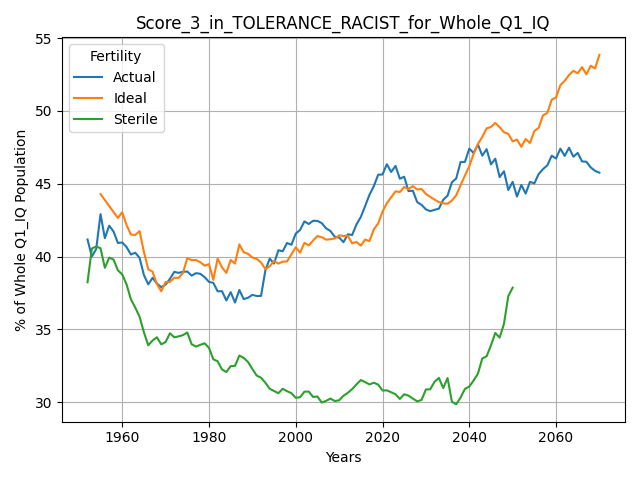 Score_3_in_TOLERANCE_RACIST_for_Whole_Q1_IQ
Fertility
Actual
Ideal
Sterile
% of Whole Q1_IQ Population
55
50
45
40
35
30
1960
1980
2000
2020
2040
2060
Years